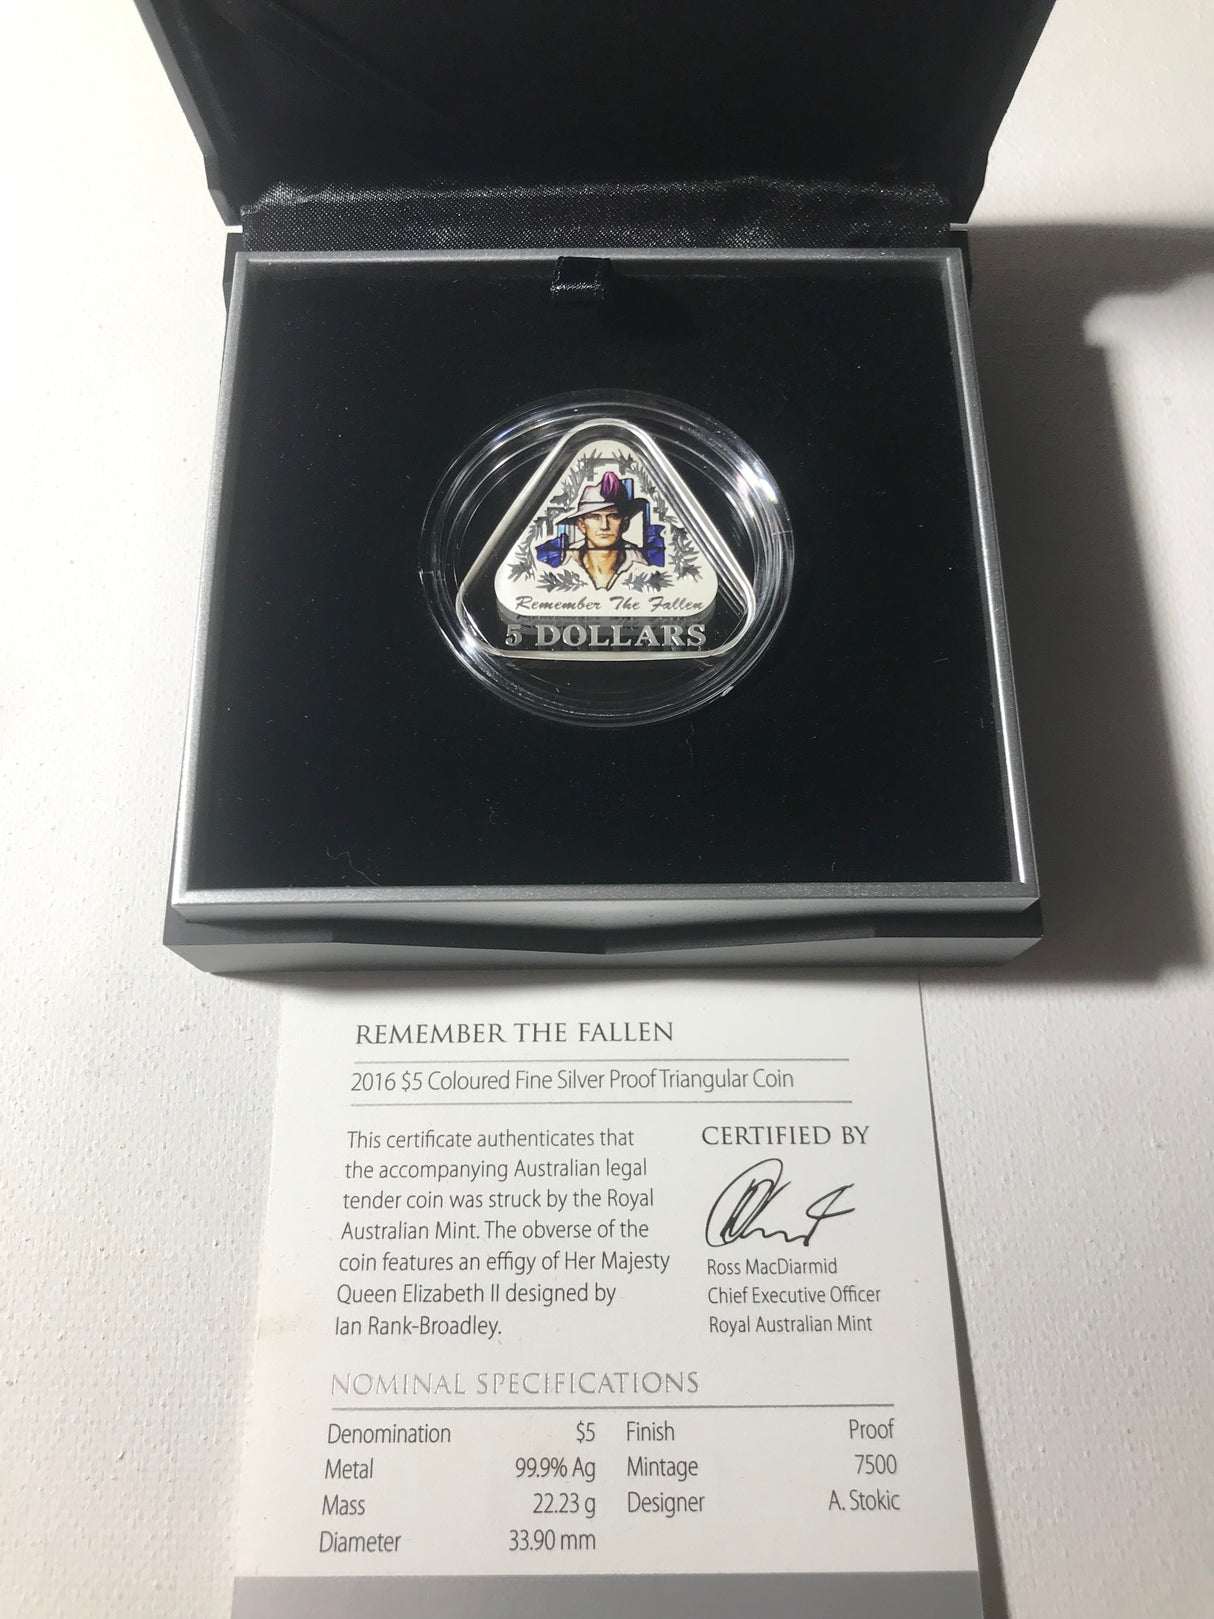 Remember The Fallen
5 DOLLARS
REMEMBER THE FALLEN
2016 $5 Coloured Fine Silver Proof Triangular Coin
This certificate authenticates that
the accompanying Australian legal
tender coin was struck by the Royal
Australian Mint. The obverse of the
coin features an effigy of Her Majesty
Queen Elizabeth II designed by
Ian Rank-Broadley.
CERTIFIED BY
Ross MacDiarmid
Chief Executive Officer
Royal Australian Mint
NOMINAL SPECIFICATIONS
Denomination $5 Finish Proof
Metal 99.9% Ag Mintage 7500
Mass 22.23 g Designer A. Stokic
Diameter 33.90 mm